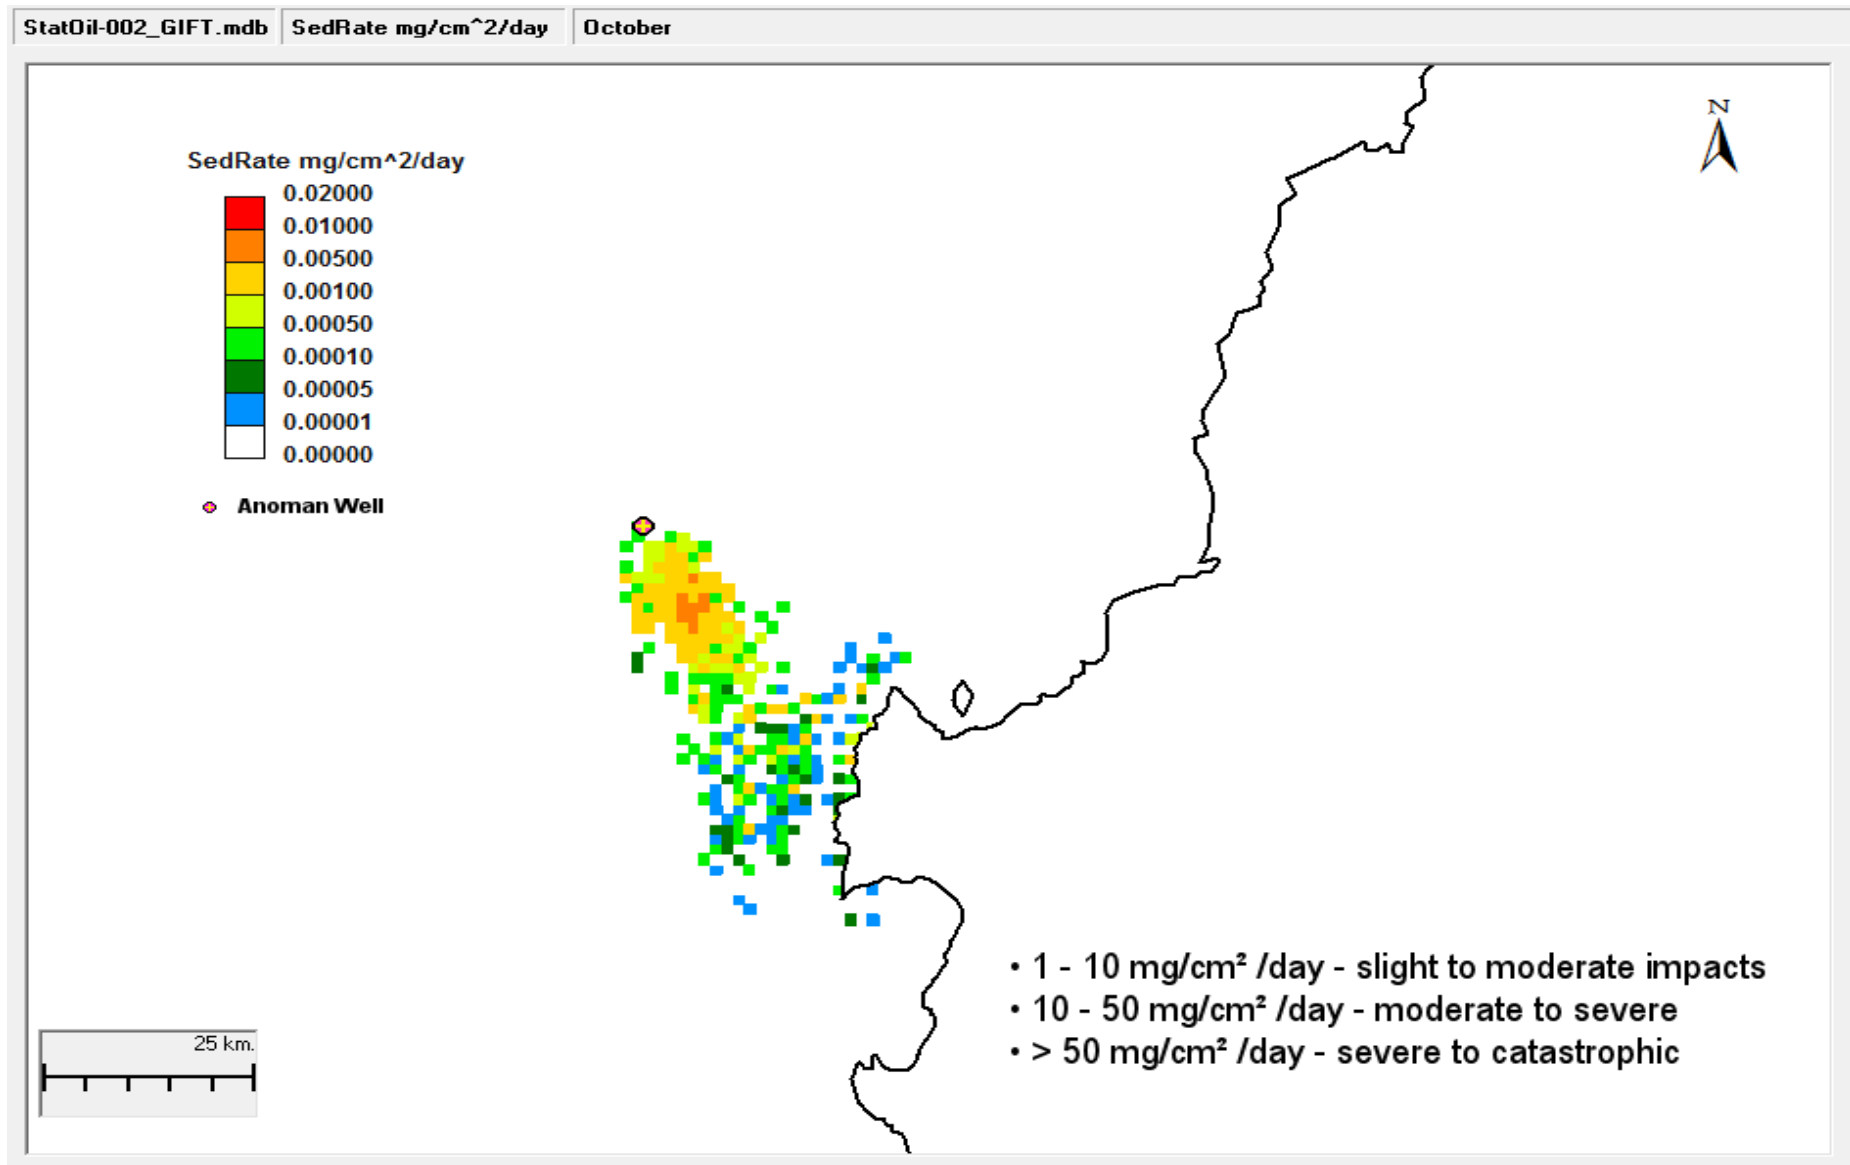 StatOil-002_GIFT.mdb SedRate mg/cm^2/day October
N
SedRate mg/cm^2/day
0.02000
0.01000
0.00500
0.00100
0.00050
0.00010
0.00005
0.00001
0.00000
Anoman Well
• 1 - 10 mg/cm² /day - slight to moderate impacts
• 10 - 50 mg/cm² /day - moderate to severe
• > 50 mg/cm² /day - severe to catastrophic
25 km.